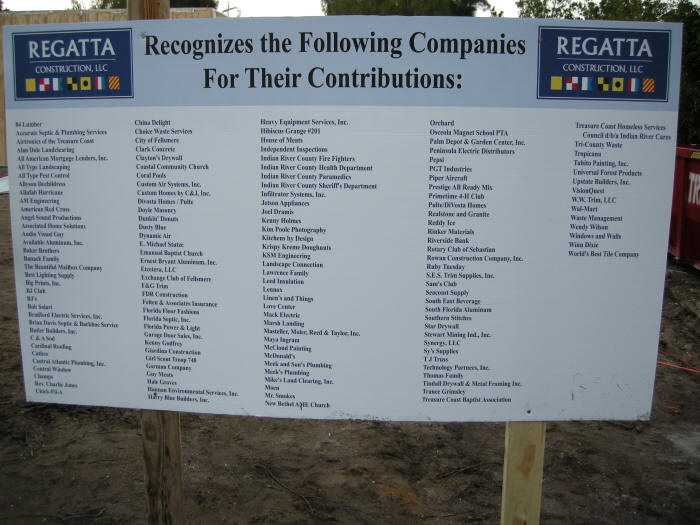 REGATTA
CONSTRUCTION, LLC
Recognizes the Following Companies
For Their Contributions:
REGATTA
CONSTRUCTION, LLC
84 Lumber
Accurate Septic & Plumbing Services
Airtronics of the Treasure Coast
Alan Dale Landclearing
All American Mortgage Lenders, Inc.
All Type Landscaping
All Type Pest Control
Allyson Dechildress
Allulah Hurricane
AM Engineering
American Red Cross
Angel Sound Productions
Associated Home Solutions
Audio Visual Guy
Available Aluminum, Inc.
Baker Brothers
Banack Family
The Beautiful Mailbox Company
Best Lighting Supply
Big Prints, Inc.
BJ Club
BJ's
Bob Solari
Bradford Electric Services, Inc.
Brian Davis Septic & Backhoe Service
Butler Builders, Inc.
C & A Sod
Cardinal Roofing
Catlses
Central Atlantic Plumbing, Inc.
Central Window
Champs
Rev. Charlie Jones
Chick-Fil-A
China Delight
Choice Waste Services
City of Fellsmere
Clark Concrete
Clayton's Drywall
Coastal Community Church
Coral Pools
Custom Air Systems, Inc.
Custom Homes by C&J, Inc.
Divosta Homes / Pulte
Doyle Masonry
Dunkin' Donuts
Dusty Blue
Dynamic Air
E. Michael Stutze
Emanuel Baptist Church
Ernest Bryant Aluminum, Inc.
Etcetera, LLC
Exchange Club of Fellsmere
F&G Trim
FDR Construction
Felten & Associates Insurance
Florida Floor Fashions
Florida Septic, Inc.
Florida Power & Light
Garage Door Sales, Inc.
Kenny Godfrey
Giardina Construction
Girl Scout Troop 748
Gorman Company
Guy Meats
Hale Groves
Hannan Environmental Services, Inc.
Harry Blue Builders, Inc.
Heavy Equipment Services, Inc.
Hibiscus Grange #201
House of Meats
Independent Inspections
Indian River County Fire Fighters
Indian River County Health Department
Indian River County Paramedics
Indian River County Sheriff's Department
Infiltrator Systems, Inc.
Jetson Appliances
Joel Dramis
Kenny Holmes
Kim Poole Photography
Kitchens by Design
Krispy Kreme Doughnuts
KSM Engineering
Landscape Connection
Lawrence Family
Leed Insulation
Lennox
Linen's and Things
Love Center
Mack Electric
Marsh Landing
Masteller, Moler, Reed & Taylor, Inc.
Maya Ingram
McCloud Painting
McDonald's
Meek and Son's Plumbing
Meek's Plumbing
Mike's Land Clearing, Inc.
Moen
Mr. Smokes
New Bethel AME Church
Orchard
Osceola Magnet School PTA
Palm Depot & Garden Center, Inc.
Peninsula Electric Distributors
Pepsi
PGT Industries
Piper Aircraft
Prestige AB Ready Mix
Primetime 4-H Club
Pulte/DiVosta Homes
Realstone and Granite
Reddy Ice
Rinker Materials
Riverside Bank
Rotary Club of Sebastian
Rowan Construction Company, Inc.
Ruby Tuesday
S.E.S. Trim Supplies, Inc.
Sam's Club
Seacoast Supply
South East Beverage
South Florida Aluminum
Southern Stitches
Star Drywall
Stewart Mining Ind., Inc.
Synergy, LLC
Sy's Supplies
T J Truss
Technology Partners, Inc.
Thomas Family
Tindall Drywall & Metal Framing Inc.
Trance Grimsley
Treasure Coast Baptist Association
Treasure Coast Homeless Services
Council d/b/a Indian River Cares
Tri-County Waste
Tropicana
Tulsito Painting, Inc.
Universal Forest Products
Upstate Builders, Inc.
VisionQuest
W.W. Trim, LLC
Wal-Mart
Waste Management
Wendy Wilson
Windows and Walls
Winn Dixie
World's Best Tile Company